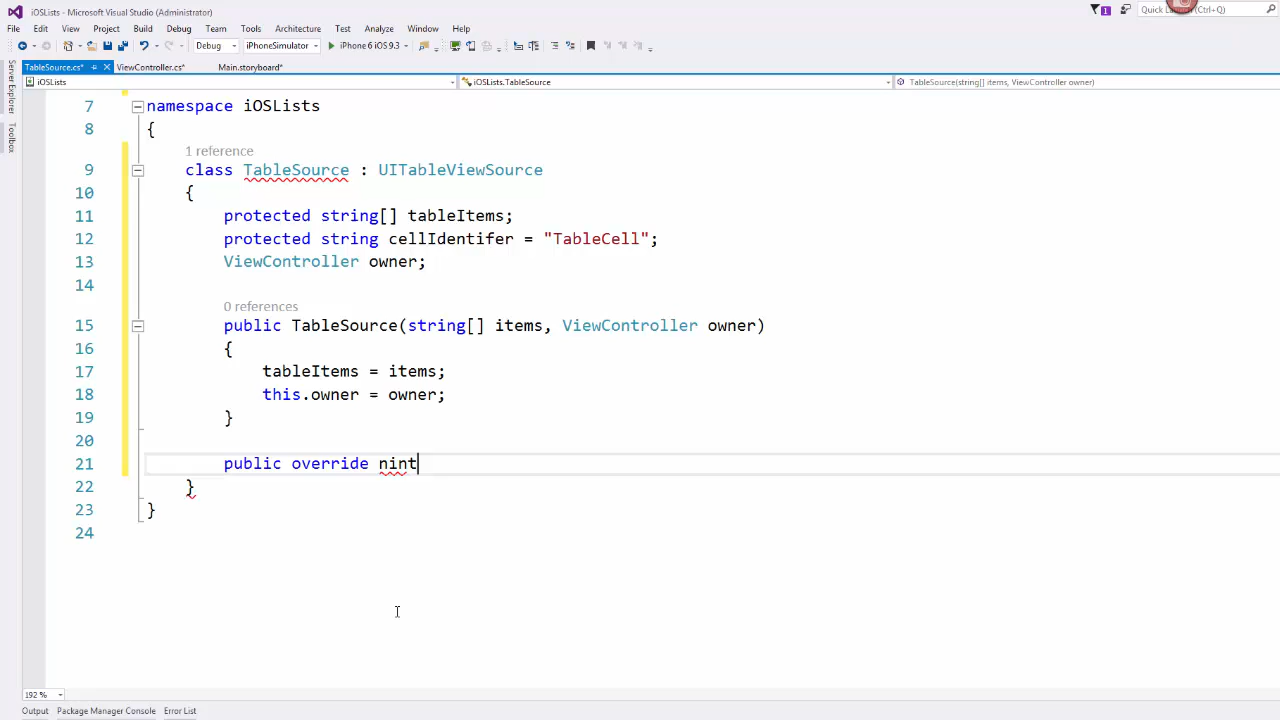 iOSLists - Microsoft Visual Studio (Administrator)
1
File Edit View Project Build Debug Team Tools Architecture Test Analyze Window Help
Debug iPhoneSimulator iPhone 6 iOS 9.3
TableSource.cs* ViewController.cs* Main.storyboard*
iOSLists iOSLists.TableSource TableSource(string[] items, ViewController owner)
Server Explorer
Toolbox
7 namespace iOSLists
8 {
1 reference
9 class TableSource : UITableViewSource
10 {
11 protected string[] tableItems;
12 protected string cellIdentifer = "TableCell";
13 ViewController owner;
14
0 references
15 public TableSource(string[] items, ViewController owner)
16 {
17 tableItems = items;
18 this.owner = owner;
19 }
20
21 public override nint
22 }
23 }
24
192 %
Output Package Manager Console Error List